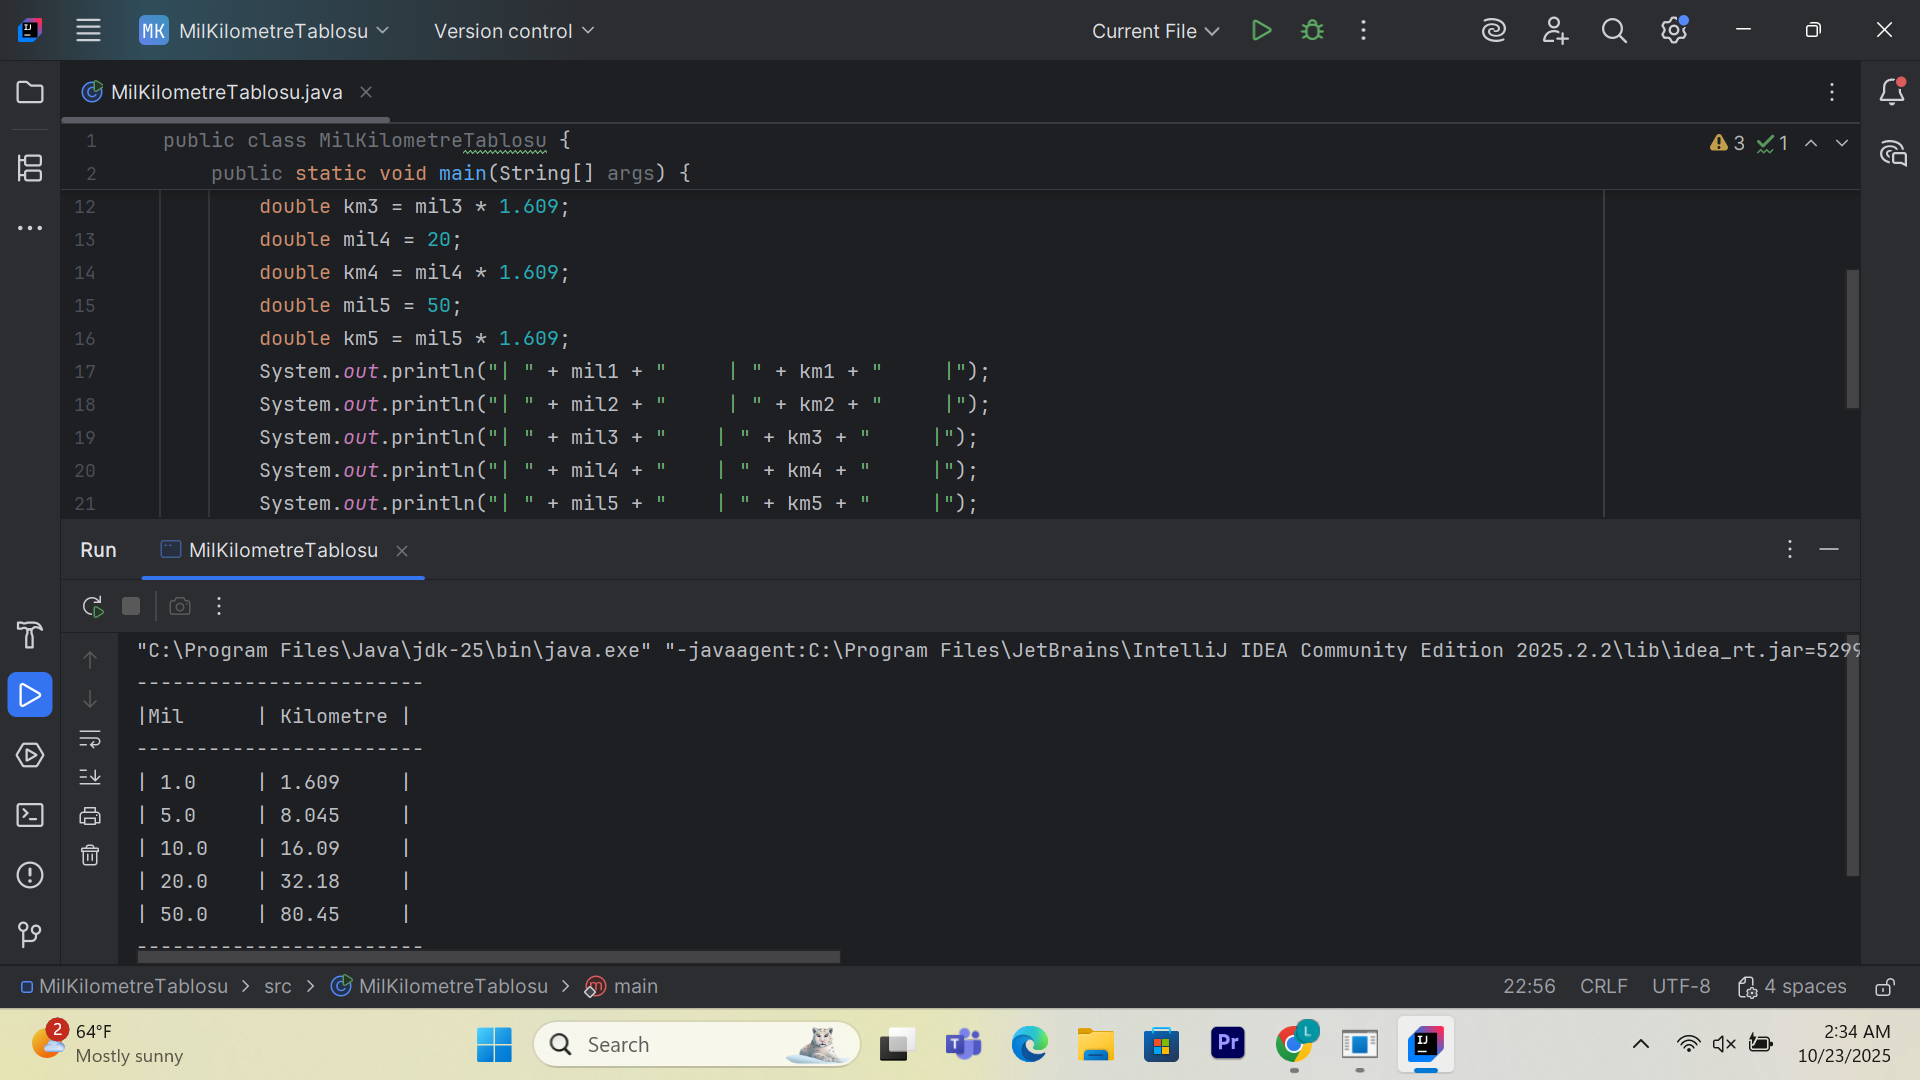 MK MilKilometreTablosu Version control Current File
MilKilometreTablosu.java
3 1
1 public class MilKilometreTablosu {
2 public static void main(String[] args) {
12 double km3 = mil3 * 1.609;
13 double mil4 = 20;
14 double km4 = mil4 * 1.609;
15 double mil5 = 50;
16 double km5 = mil5 * 1.609;
17 System.out.println("| " + mil1 + "     | " + km1 + "     |");
18 System.out.println("| " + mil2 + "     | " + km2 + "     |");
19 System.out.println("| " + mil3 + "    | " + km3 + "     |");
20 System.out.println("| " + mil4 + "    | " + km4 + "     |");
21 System.out.println("| " + mil5 + "    | " + km5 + "     |");
Run MilKilometreTablosu
"C:\Program Files\Java\jdk-25\bin\java.exe" "-javaagent:C:\Program Files\JetBrains\IntelliJ IDEA Community Edition 2025.2.2\lib\idea_rt.jar=5299
------------------------
|Mil      | Kilometre |
------------------------
| 1.0     | 1.609     |
| 5.0     | 8.045     |
| 10.0    | 16.09     |
| 20.0    | 32.18     |
| 50.0    | 80.45     |
------------------------
MilKilometreTablosu > src > MilKilometreTablosu > main 22:56 CRLF UTF-8 4 spaces
2 64°F
Mostly sunny
Search
Pr
L
2:34 AM
10/23/2025